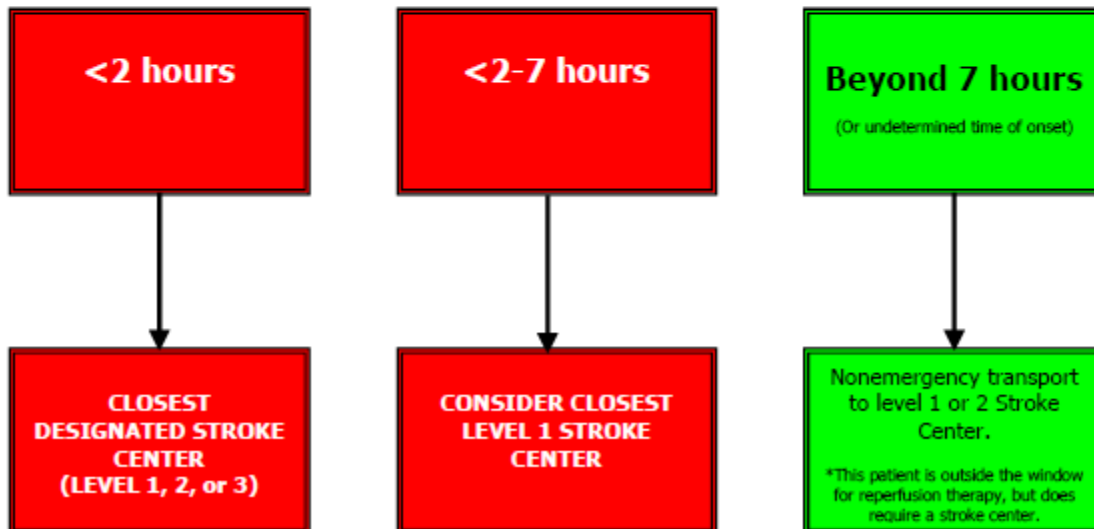 <2 hours
<2-7 hours
Beyond 7 hours
(Or undetermined time of onset)
CLOSEST
DESIGNATED STROKE
CENTER
(LEVEL 1, 2, or 3)
CONSIDER CLOSEST
LEVEL 1 STROKE
CENTER
Nonemergency transport
to level 1 or 2 Stroke
Center.
*This patient is outside the window
for reperfusion therapy, but does
require a stroke center.